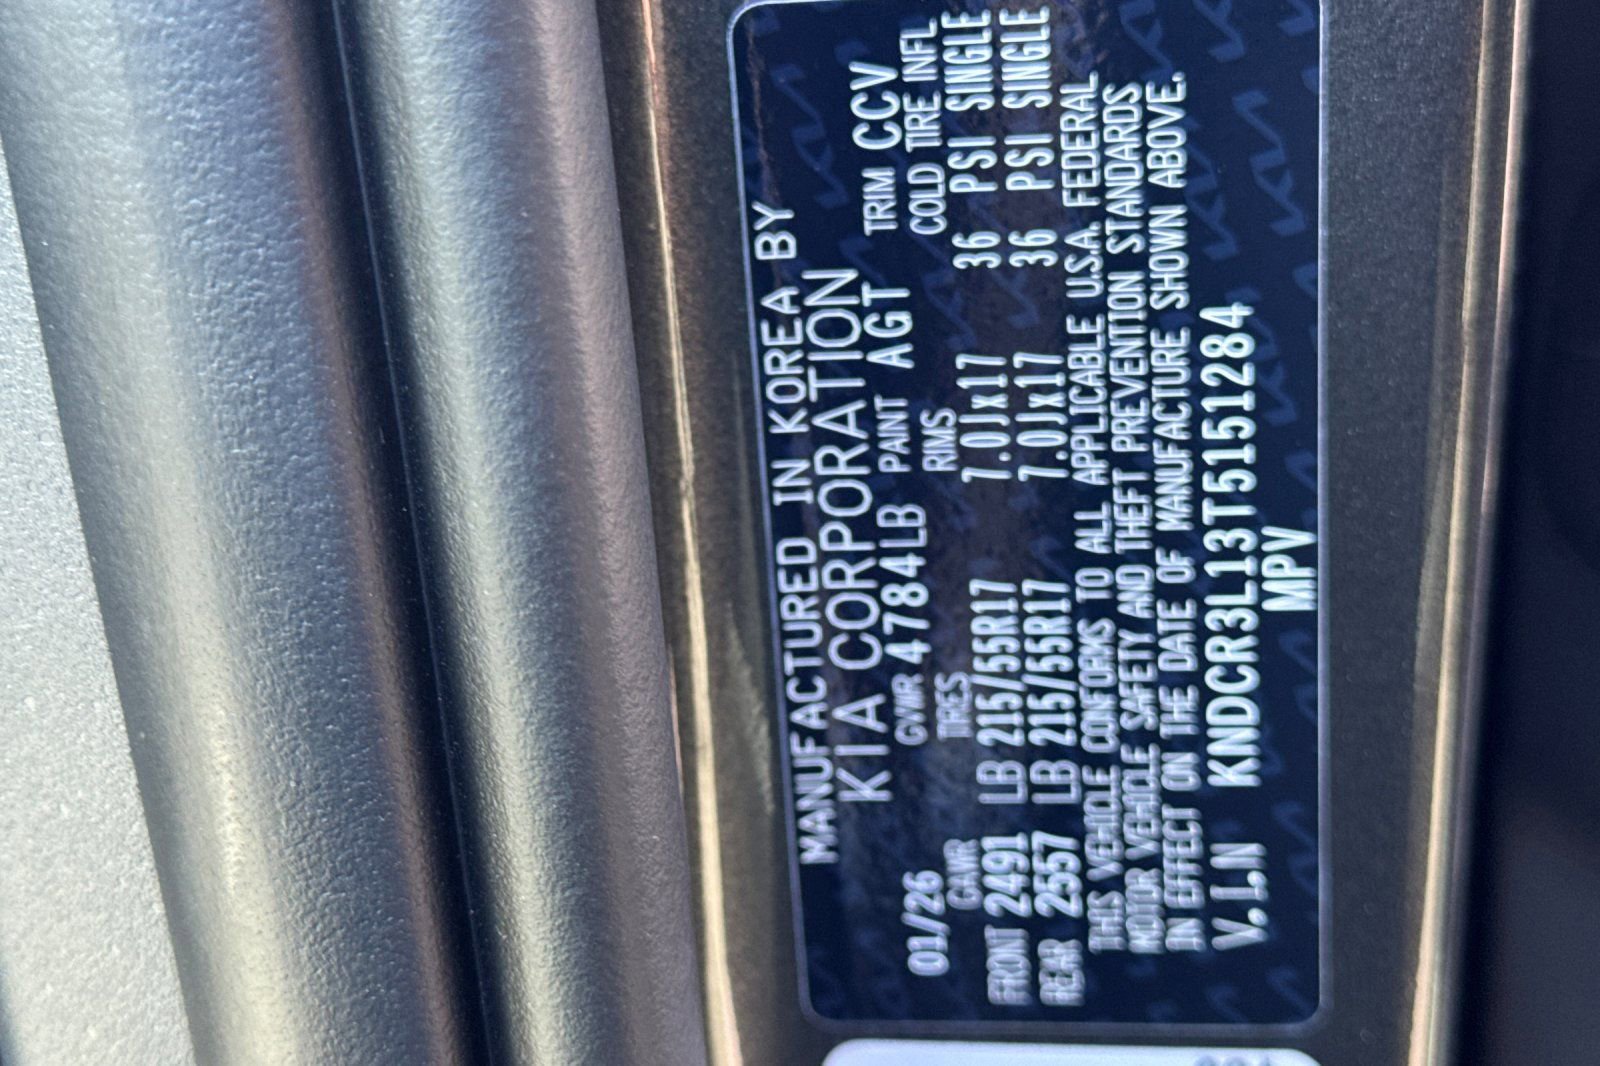 MANUFACTURED IN KOREA BY
KIA CORPORATION
01/26 GVWR 4784LB PAINT AGT TRIM CCV
GAWR TIRES RIMS COLD TIRE INFL
FRONT 2491 LB 215/55R17 7.0Jx17 36 PSI SINGLE
REAR 2557 LB 215/55R17 7.0Jx17 36 PSI SINGLE
THIS VEHICLE CONFORMS TO ALL APPLICABLE U.S.A. FEDERAL
MOTOR VEHICLE SAFETY AND THEFT PREVENTION STANDARDS
IN EFFECT ON THE DATE OF MANUFACTURE SHOWN ABOVE.
V.I.N KNDCR3L13T5151284
MPV